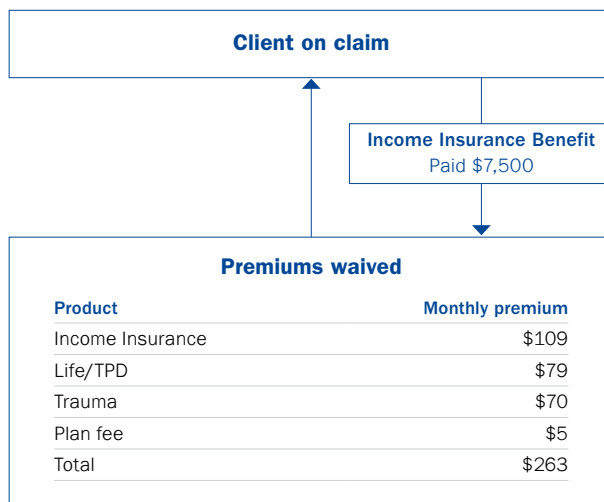 Client on claim
Income Insurance Benefit
Paid $7,500
Premiums waived
Product Monthly premium
Income Insurance $109
Life/TPD $79
Trauma $70
Plan fee $5
Total $263